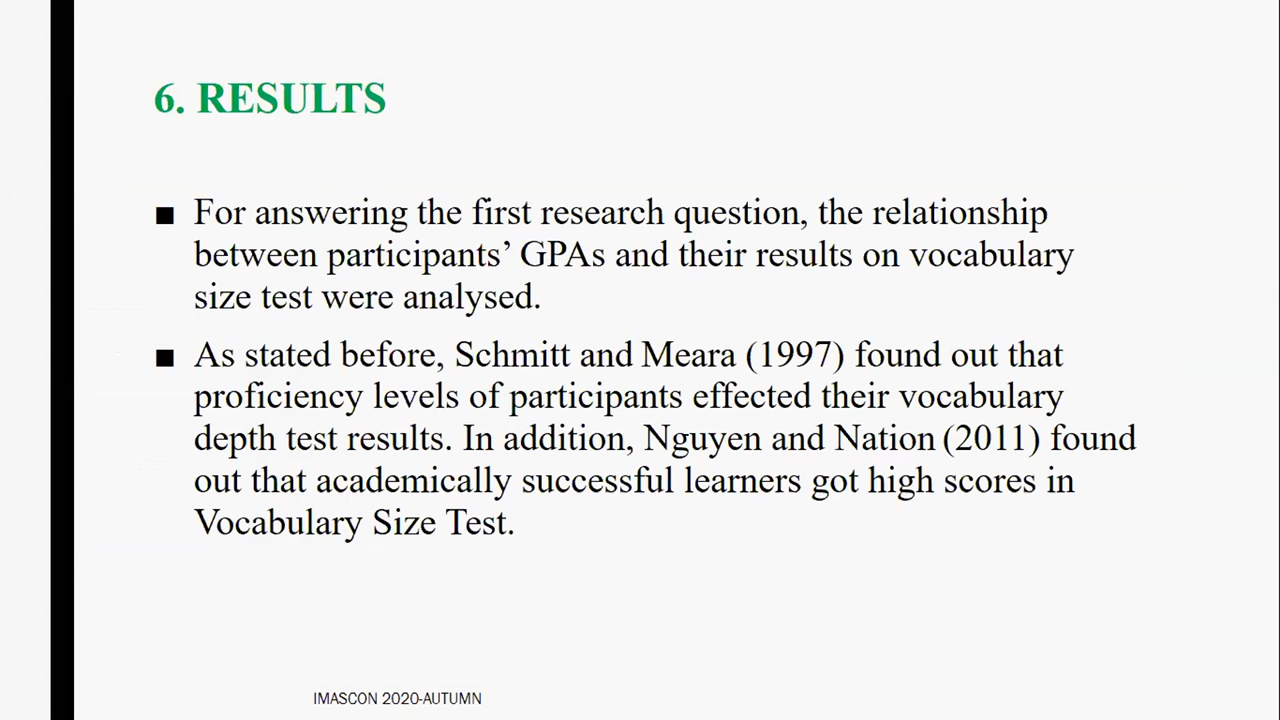 6. RESULTS
■ For answering the first research question, the relationship
between participants’ GPAs and their results on vocabulary
size test were analysed.
■ As stated before, Schmitt and Meara (1997) found out that
proficiency levels of participants effected their vocabulary
depth test results. In addition, Nguyen and Nation (2011) found
out that academically successful learners got high scores in
Vocabulary Size Test.
IMASCON 2020-AUTUMN